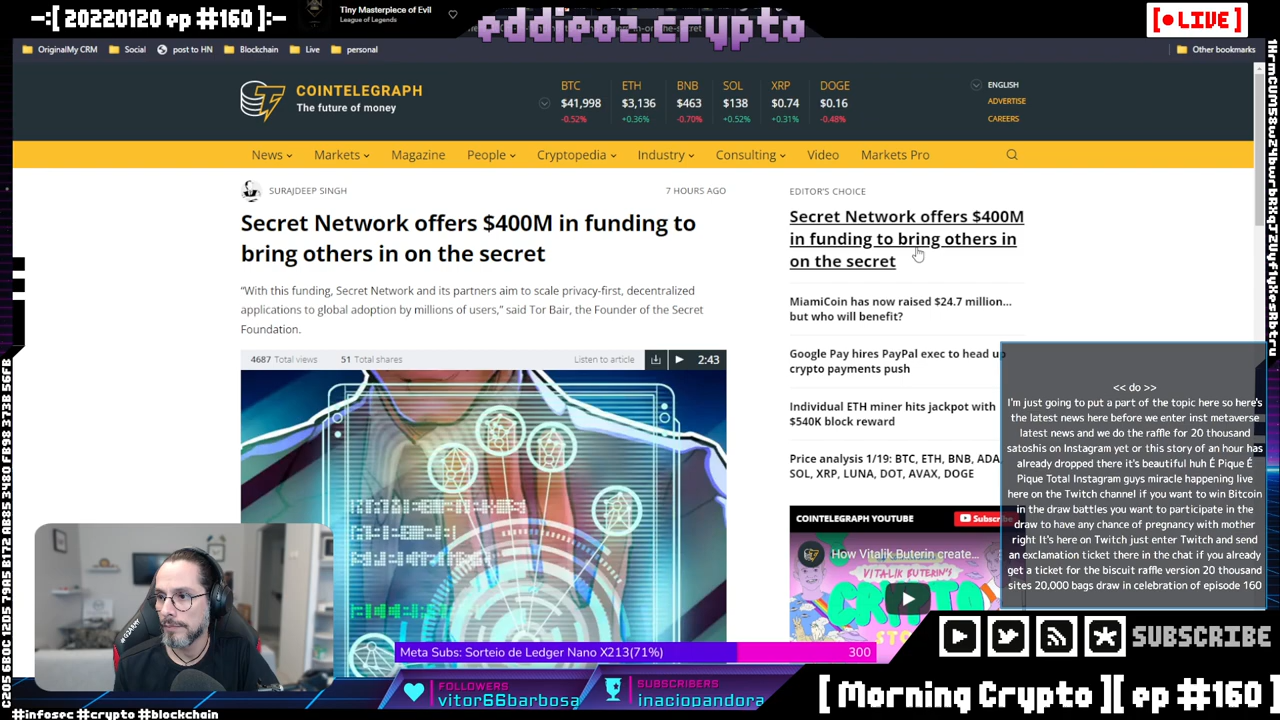 —:[ 20220120 ep #160]:—
Tiny Masterpiece of Evil
League of Legends
eddieoz.crypto
[●LIVE]
OriginalMy CRM
Social
post to HN
Blockchain
Live
personal
Other bookmarks
COINTELEGRAPH
The future of money
BTC ETH BNB SOL XRP DOGE
$41,998 $3,136 $463 $138 $0.74 $0.16
-0.52% +0.36% -0.70% +0.52% +0.31% -0.48%
ENGLISH
ADVERTISE
CAREERS
News Markets Magazine People Cryptopedia Industry Consulting Video Markets Pro
SURAJDEEP SINGH
7 HOURS AGO
Secret Network offers $400M in funding to
bring others in on the secret
“With this funding, Secret Network and its partners aim to scale privacy-first, decentralized
applications to global adoption by millions of users,” said Tor Bair, the Founder of the Secret
Foundation.
4687 Total views
51 Total shares
Listen to article
2:43
EDITOR'S CHOICE
Secret Network offers $400M
in funding to bring others in
on the secret
MiamiCoin has now raised $24.7 million…
but who will benefit?
Google Pay hires PayPal exec to head up
crypto payments push
Individual ETH miner hits jackpot with
$540K block reward
Price analysis 1/19: BTC, ETH, BNB, ADA,
SOL, XRP, LUNA, DOT, AVAX, DOGE
COINTELEGRAPH YOUTUBE
Subscribe
How Vitalik Buterin create...
VITALIK BUTERIN
<< do >>
I'm just going to put a part of the topic here so here's
the latest news here before we enter inst metaverse
latest news and we do the raffle for 20 thousand
satoshis on Instagram yet or this story of an hour has
already dropped there it's beautiful huh É Pique É
Pique Total Instagram guys miracle happening live
here on the Twitch channel if you want to win Bitcoin
in the draw battles you want to participate in the
draw to have any chance of pregnancy with mother
right It's here on Twitch just enter Twitch and send
an exclamation ticket there in the chat if you already
get a ticket for the biscuit raffle version 20 thousand
sites 20,000 bags draw in celebration of episode 160
Meta Subs: Sorteio de Ledger Nano X213(71%)
300
FOLLOWERS
vitor66barbosa
SUBSCRIBERS
inaciopandora
SUBSCRIBE
[ Morning Crypto ][ ep #160 ]
#infosec #crypto #blockchain